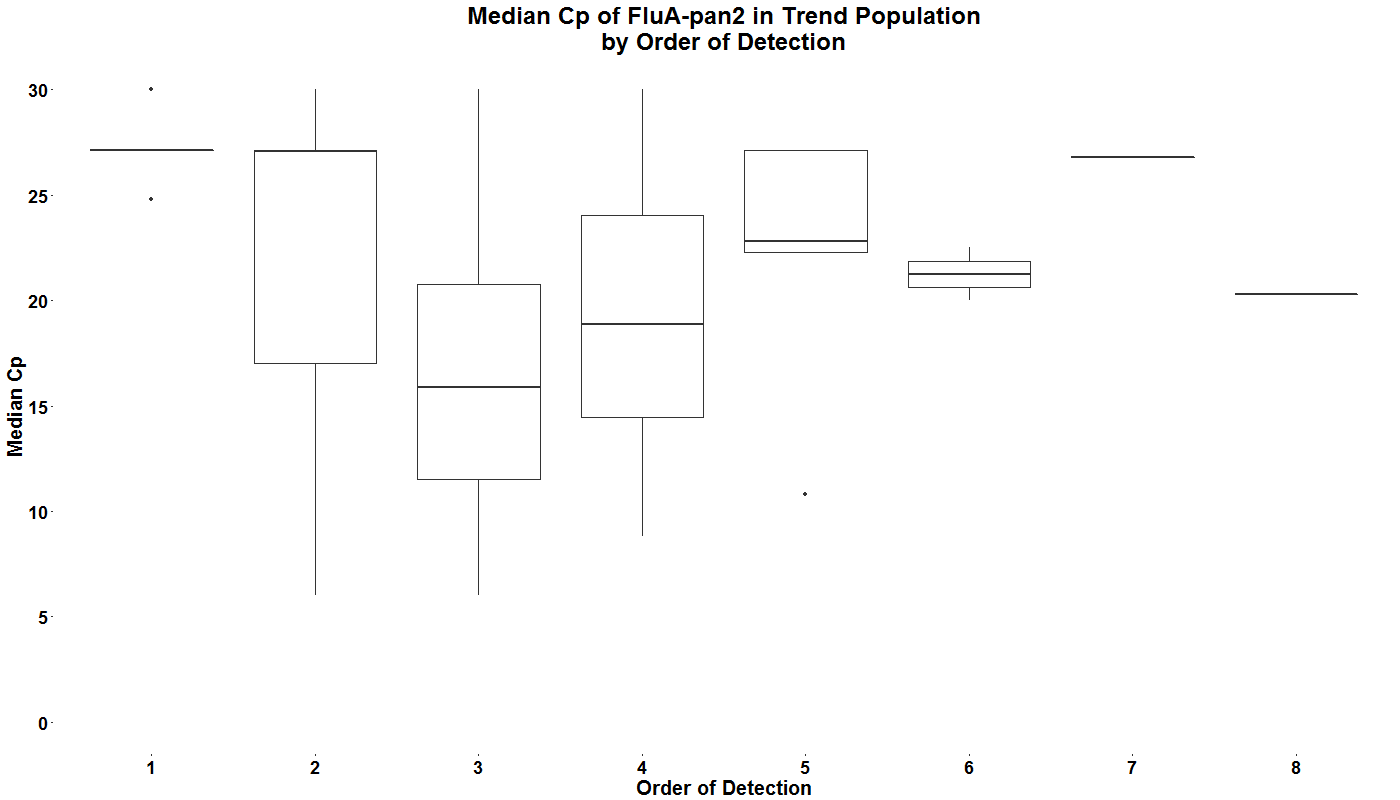 Median Cp of FluA-pan2 in Trend Population
by Order of Detection
30
25
20
15
10
5
0
Median Cp
1 2 3 4 5 6 7 8
Order of Detection